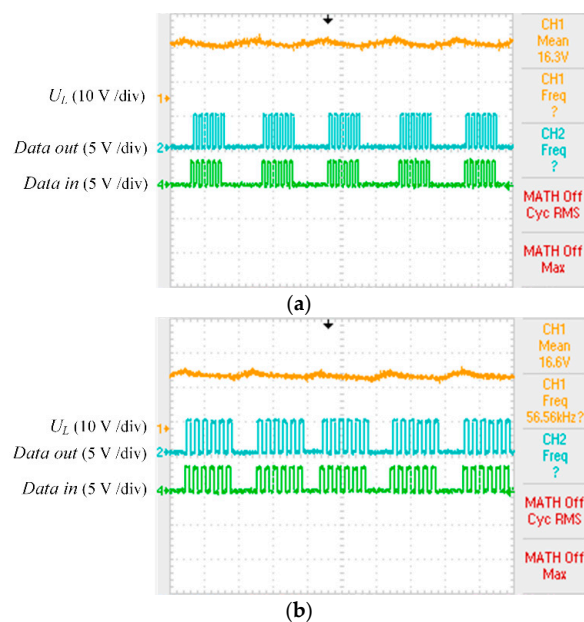 CH1
Mean
16.3V
U_L (10 V /div)
1
CH1
Freq
?
Data out (5 V /div)
2
CH2
Freq
?
Data in (5 V /div)
4
MATH Off
Cyc RMS
MATH Off
Max
(a)
CH1
Mean
16.6V
CH1
Freq
56.56kHz?
U_L (10 V /div)
1
Data out (5 V /div)
2
CH2
Freq
?
Data in (5 V /div)
4
MATH Off
Cyc RMS
MATH Off
Max
(b)